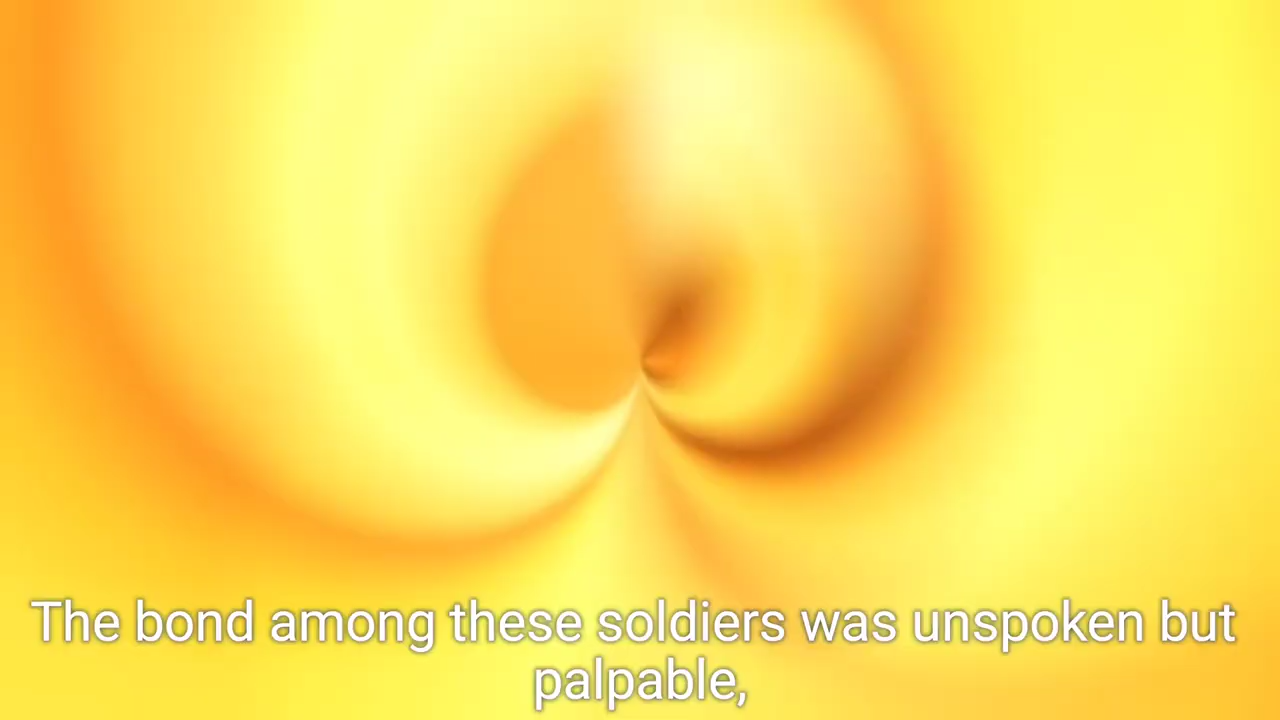 The bond among these soldiers was unspoken but
palpable,